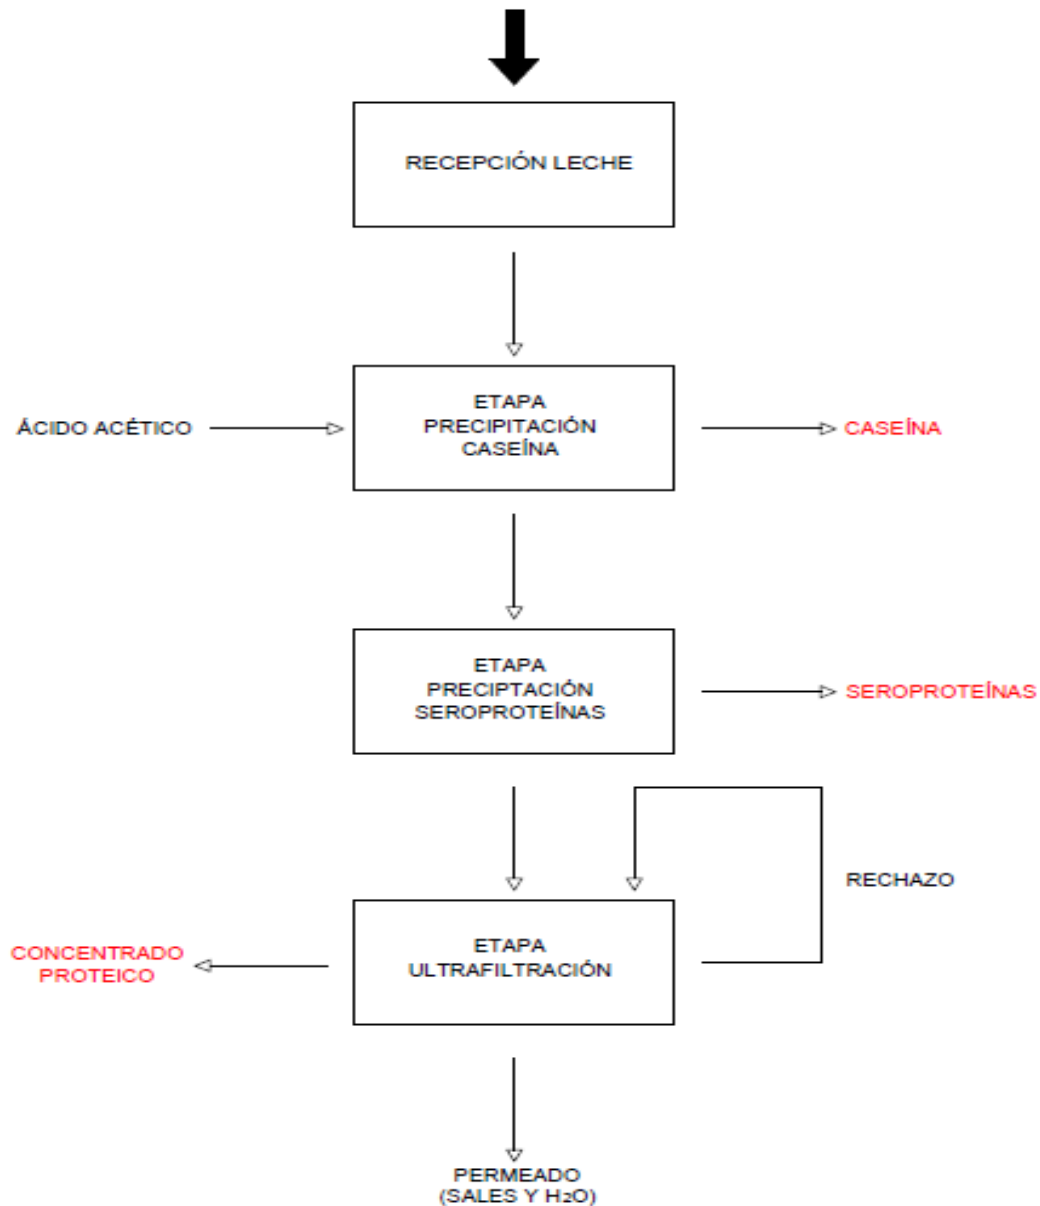 RECEPCIÓN LECHE
ETAPA
PRECIPITACIÓN
CASEÍNA
ÁCIDO ACÉTICO
CASEÍNA
ETAPA
PRECIPTACIÓN
SEROPROTEÍNAS
SEROPROTEÍNAS
RECHAZO
ETAPA
ULTRAFILTRACIÓN
CONCENTRADO
PROTEICO
PERMEADO
(SALES Y H2O)